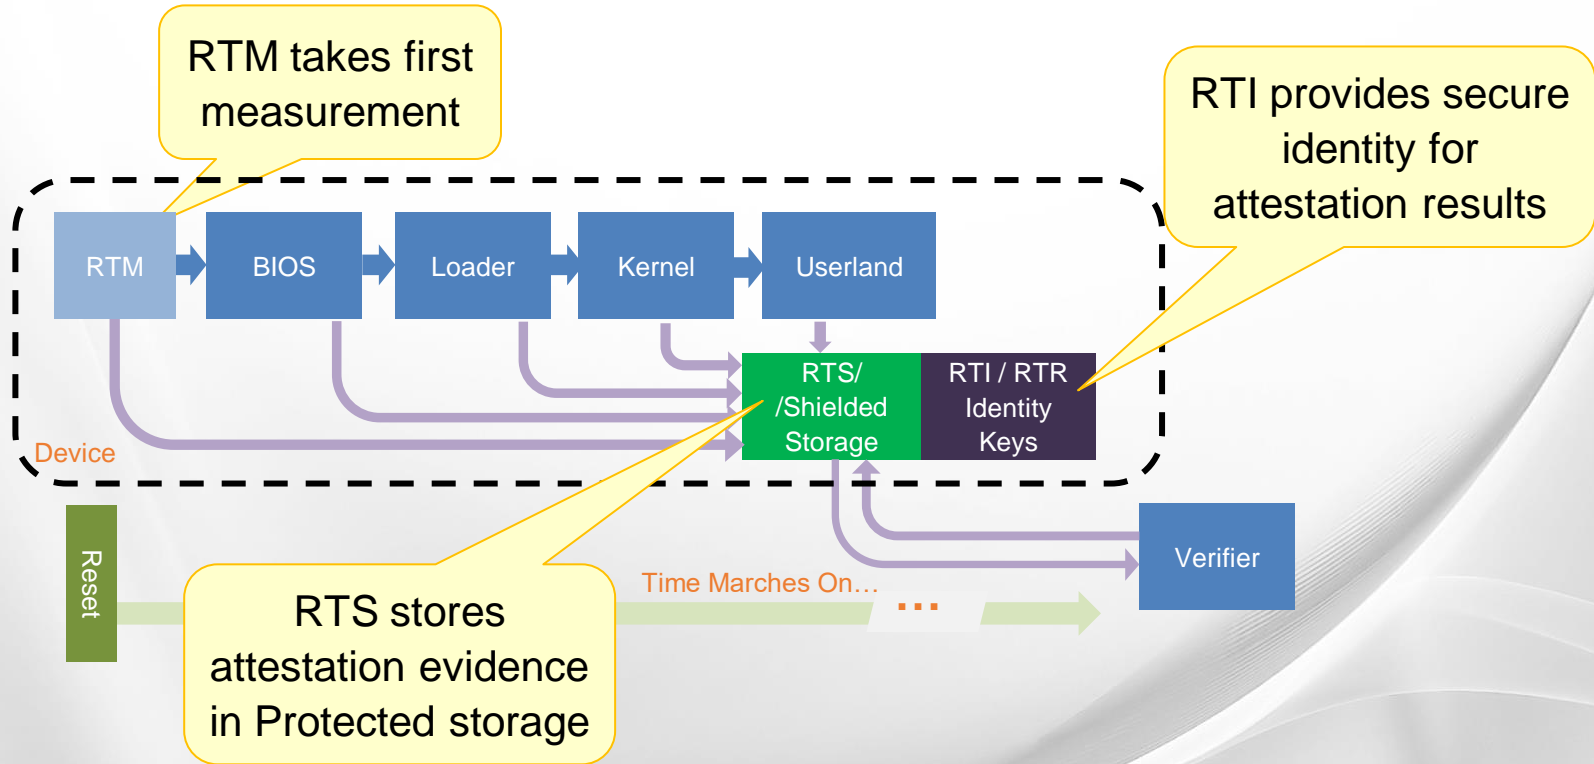 RTM takes first
measurement
RTI provides secure
identity for
attestation results
RTM
BIOS
Loader
Kernel
Userland
RTS/
/Shielded
Storage
RTI / RTR
Identity
Keys
Device
Reset
Verifier
Time Marches On...
...
RTS stores
attestation evidence
in Protected storage